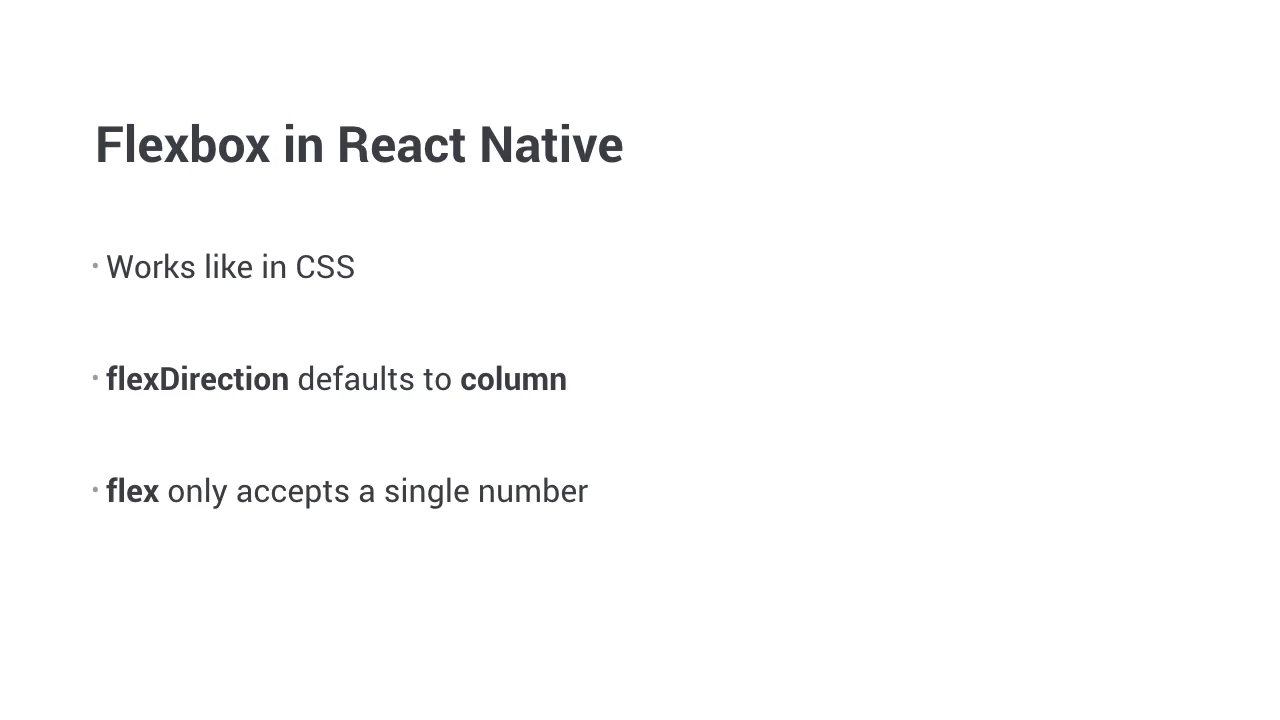 Flexbox in React Native
· Works like in CSS
· flexDirection defaults to column
· flex only accepts a single number